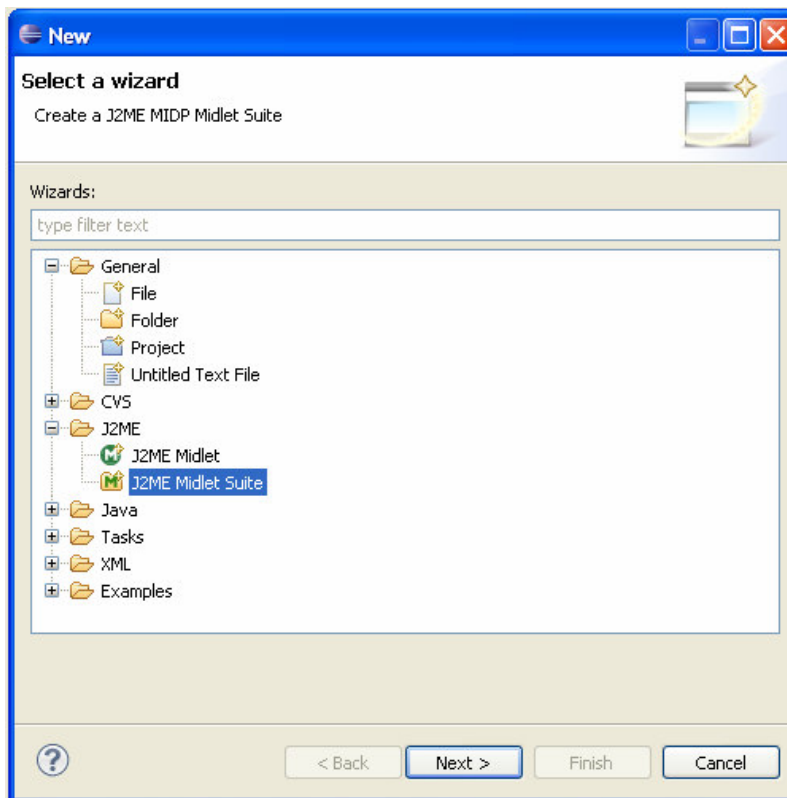 New
Select a wizard
Create a J2ME MIDP Midlet Suite
Wizards:
type filter text
General
File
Folder
Project
Untitled Text File
CVS
J2ME
J2ME Midlet
J2ME Midlet Suite
Java
Tasks
XML
Examples
? < Back Next > Finish Cancel